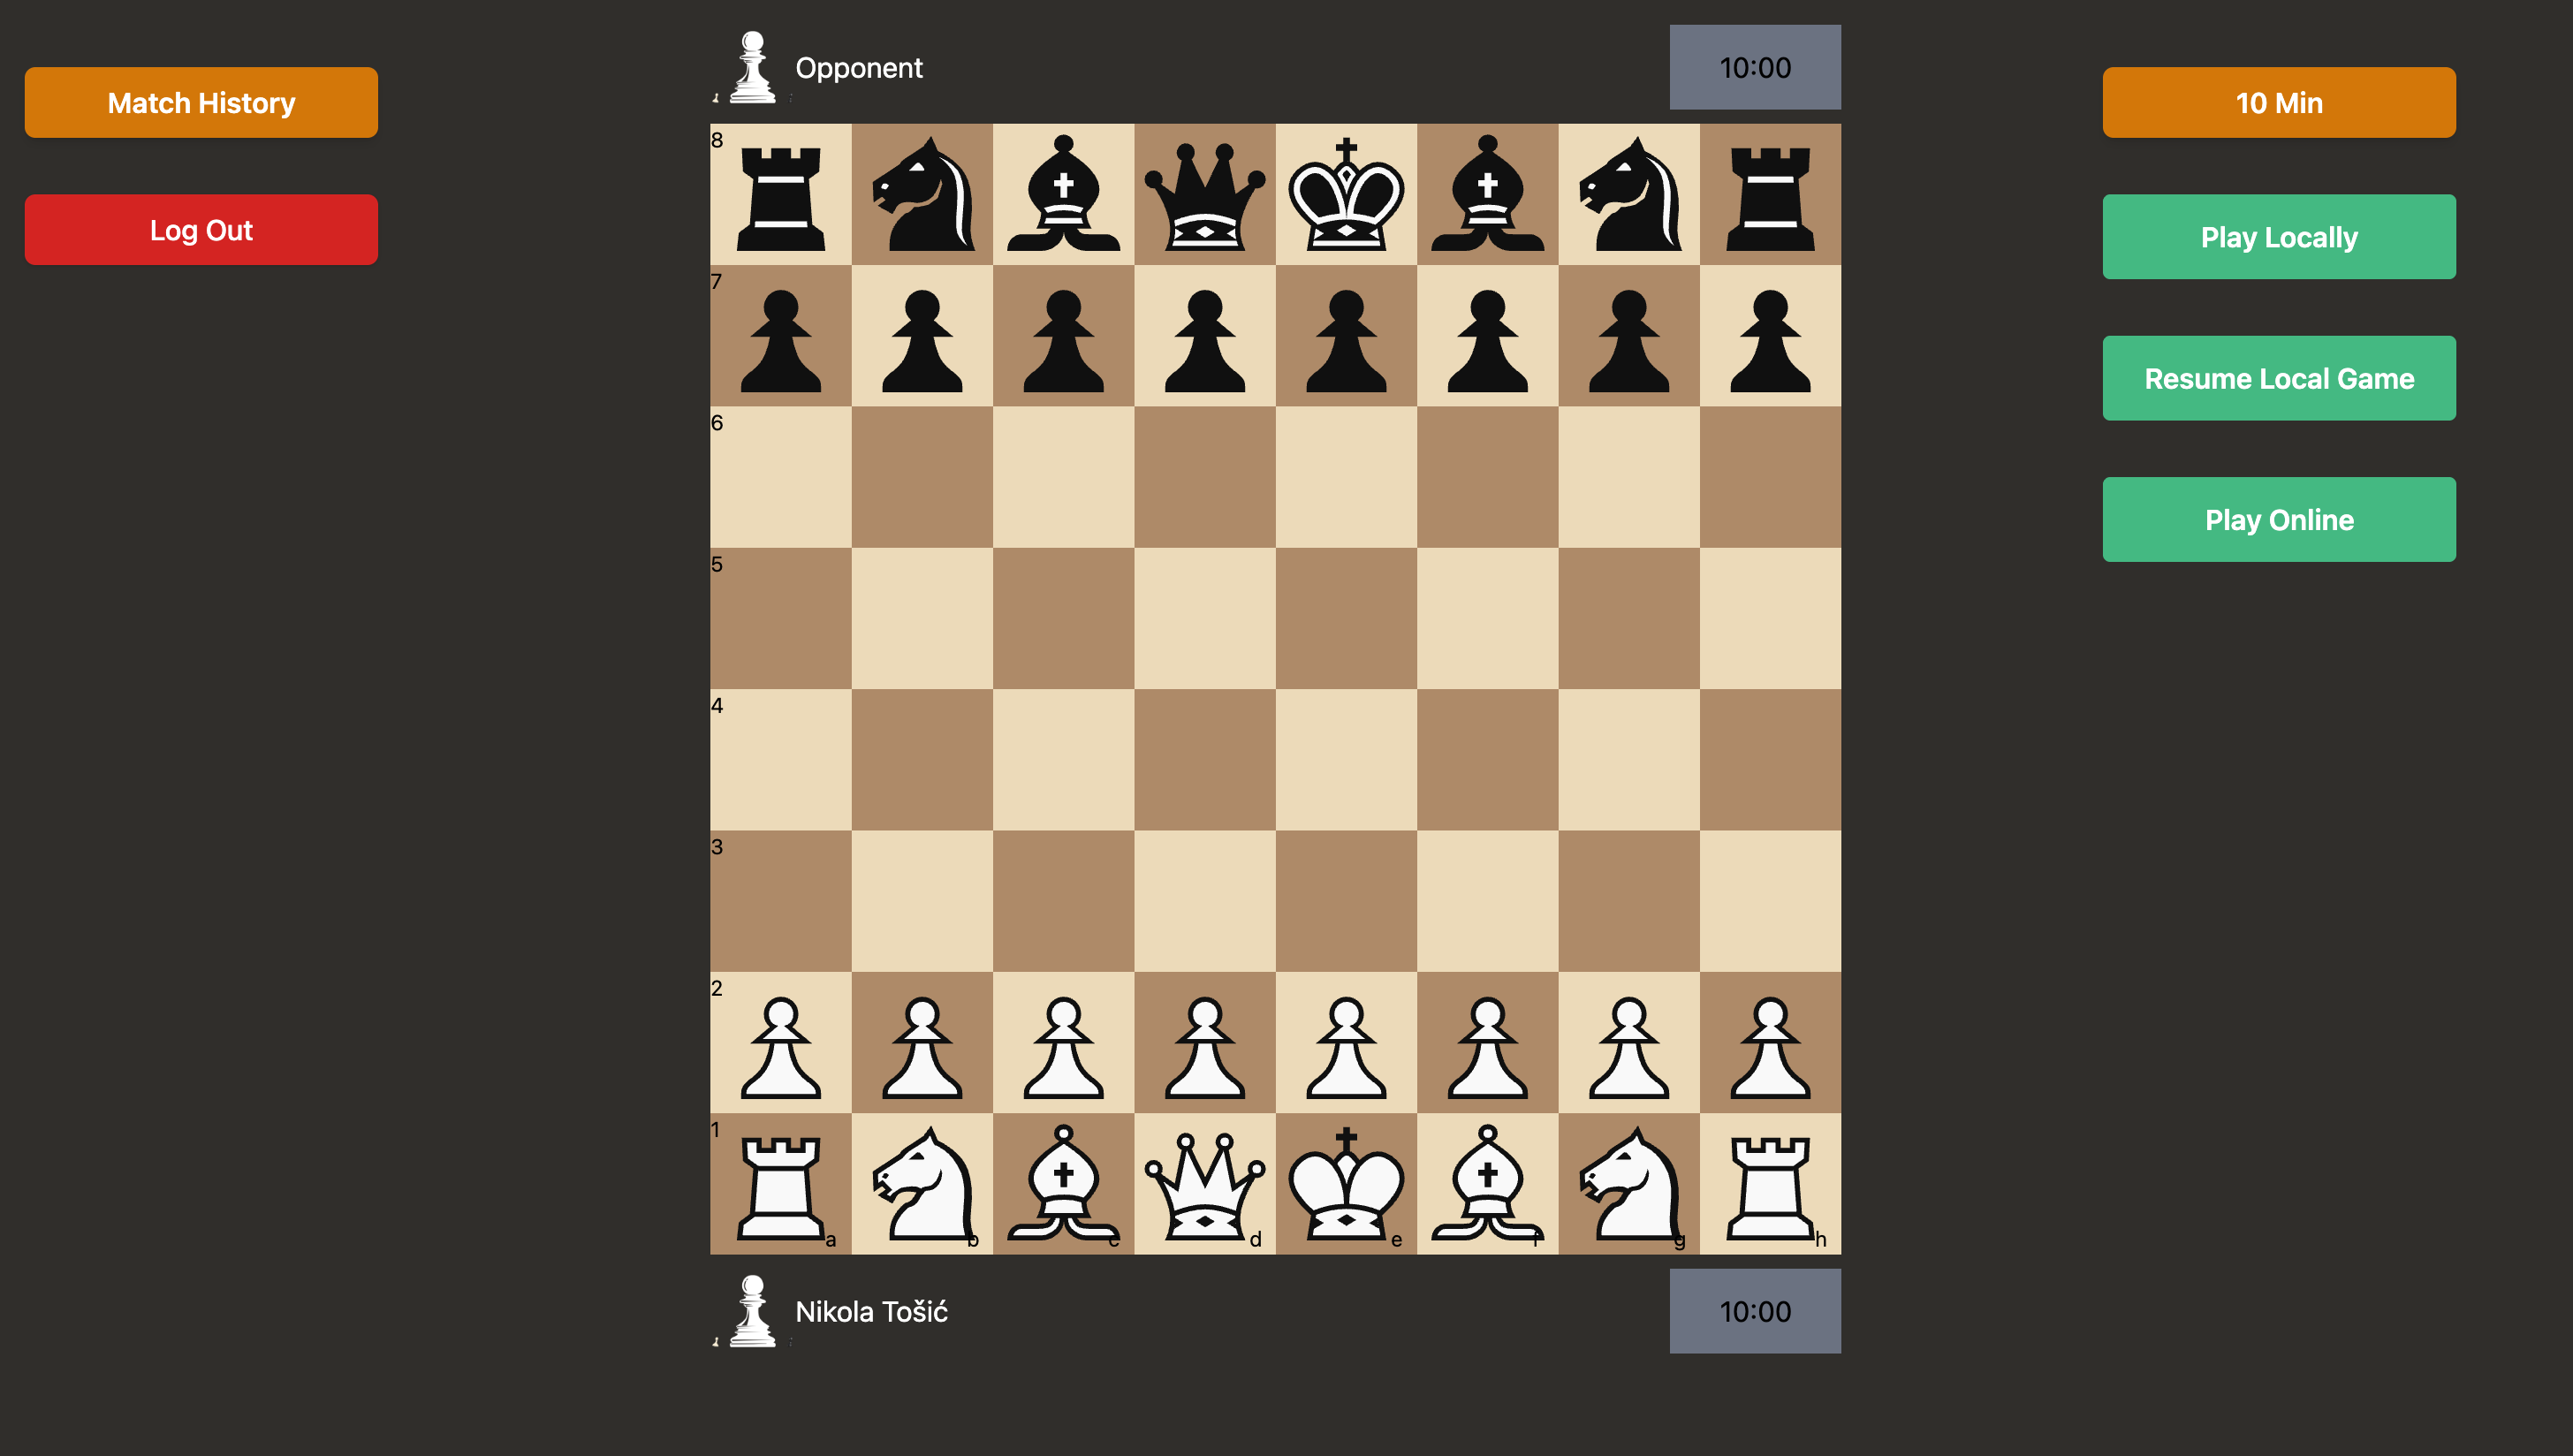 Match History
Log Out
Opponent
10:00
8
7
6
5
4
3
2
1
a b c d e f g h
Nikola Tošić
10:00
10 Min
Play Locally
Resume Local Game
Play Online